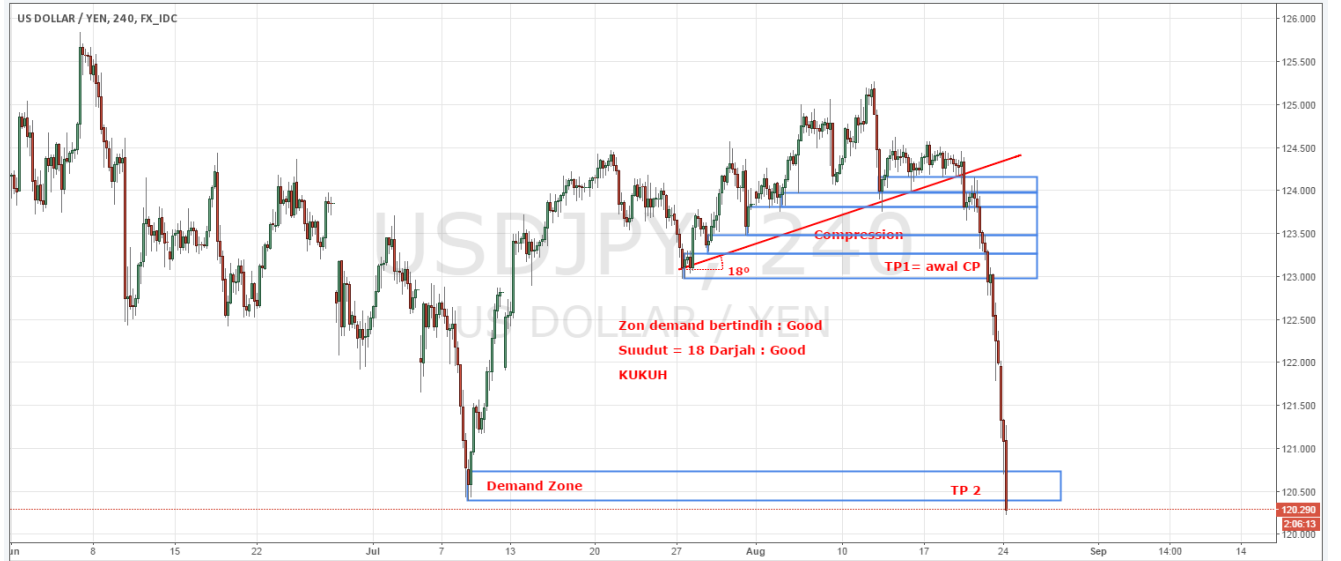 US DOLLAR / YEN, 240, FX_IDC
126.000
125.500
125.000
124.500
124.000
123.500
123.000
122.500
122.000
121.500
121.000
120.500
120.290
2:06:13
120.000
USDJPY, 240
US DOLLAR / YEN
Compression
TP1= awal CP
18º
Zon demand bertindih : Good
Suudut = 18 Darjah : Good
KUKUH
Demand Zone
TP 2
un 8 15 22 Jul 7 13 20 27 Aug 10 17 24 Sep 14:00 14